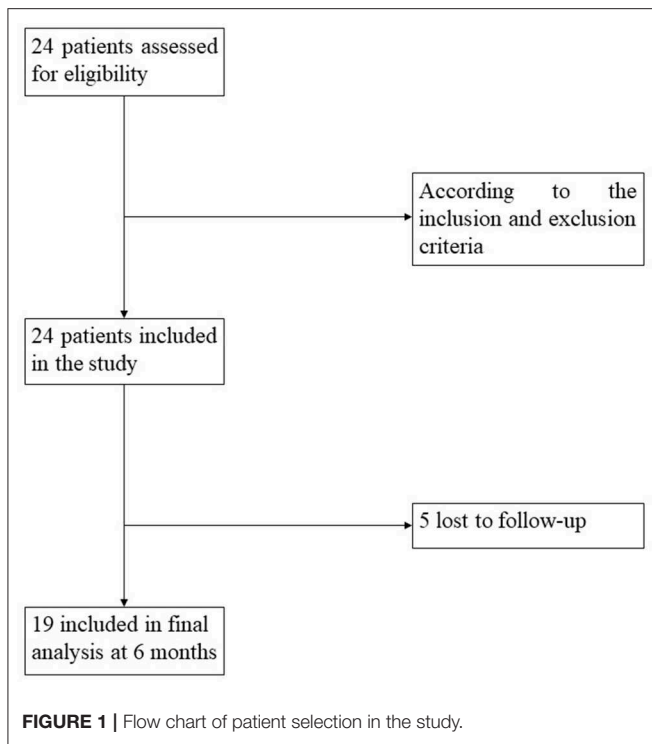 24 patients assessed
for eligibility
According to the
inclusion and exclusion
criteria
24 patients included
in the study
5 lost to follow-up
19 included in final
analysis at 6 months
FIGURE 1 | Flow chart of patient selection in the study.